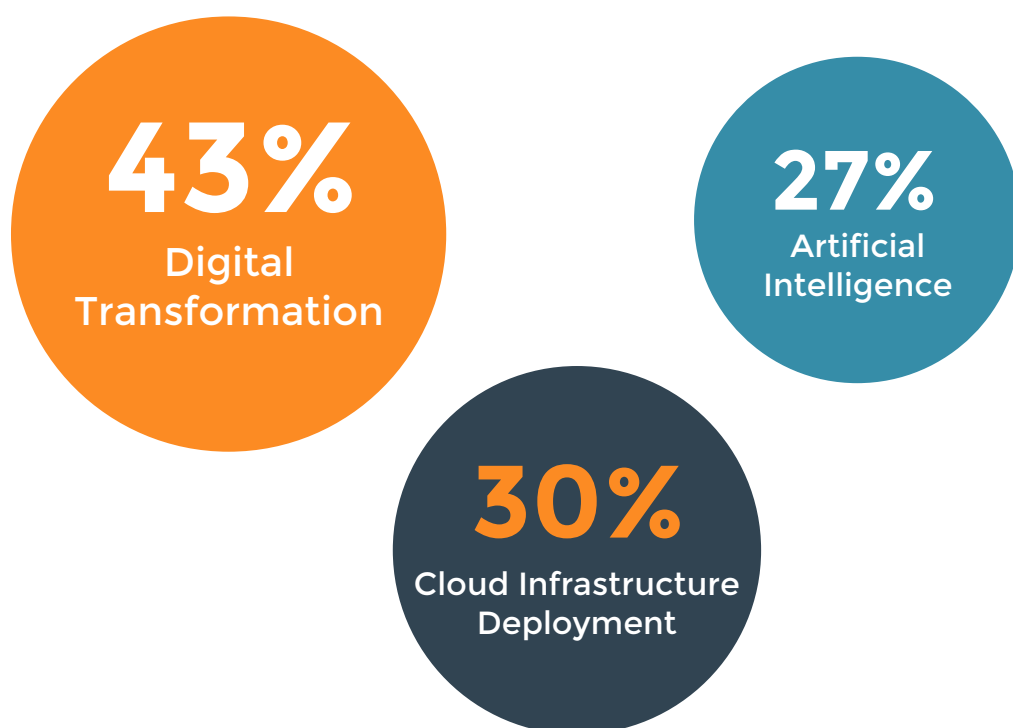 43%
Digital
Transformation
27%
Artificial
Intelligence
30%
Cloud Infrastructure
Deployment